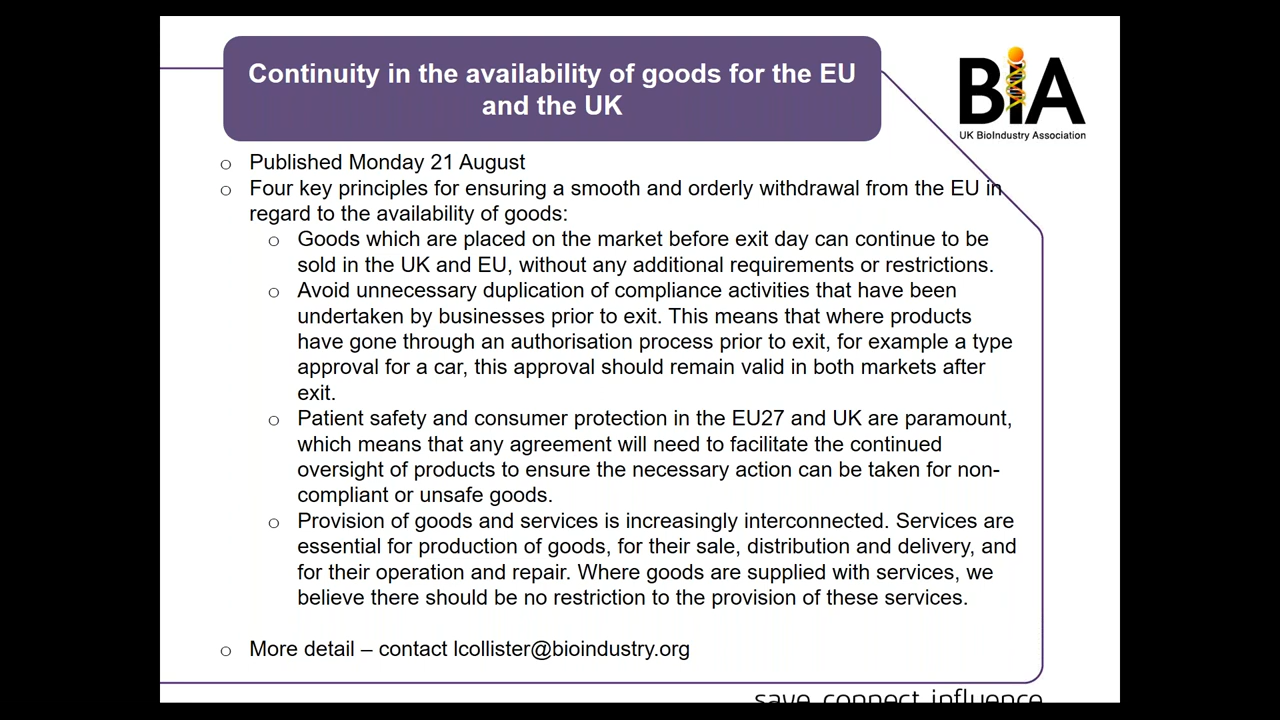 Continuity in the availability of goods for the EU
and the UK
BIA
UK BioIndustry Association
Published Monday 21 August
Four key principles for ensuring a smooth and orderly withdrawal from the EU in
regard to the availability of goods:
Goods which are placed on the market before exit day can continue to be
sold in the UK and EU, without any additional requirements or restrictions.
Avoid unnecessary duplication of compliance activities that have been
undertaken by businesses prior to exit. This means that where products
have gone through an authorisation process prior to exit, for example a type
approval for a car, this approval should remain valid in both markets after
exit.
Patient safety and consumer protection in the EU27 and UK are paramount,
which means that any agreement will need to facilitate the continued
oversight of products to ensure the necessary action can be taken for non-
compliant or unsafe goods.
Provision of goods and services is increasingly interconnected. Services are
essential for production of goods, for their sale, distribution and delivery, and
for their operation and repair. Where goods are supplied with services, we
believe there should be no restriction to the provision of these services.
More detail – contact lcollister@bioindustry.org
save connect influence